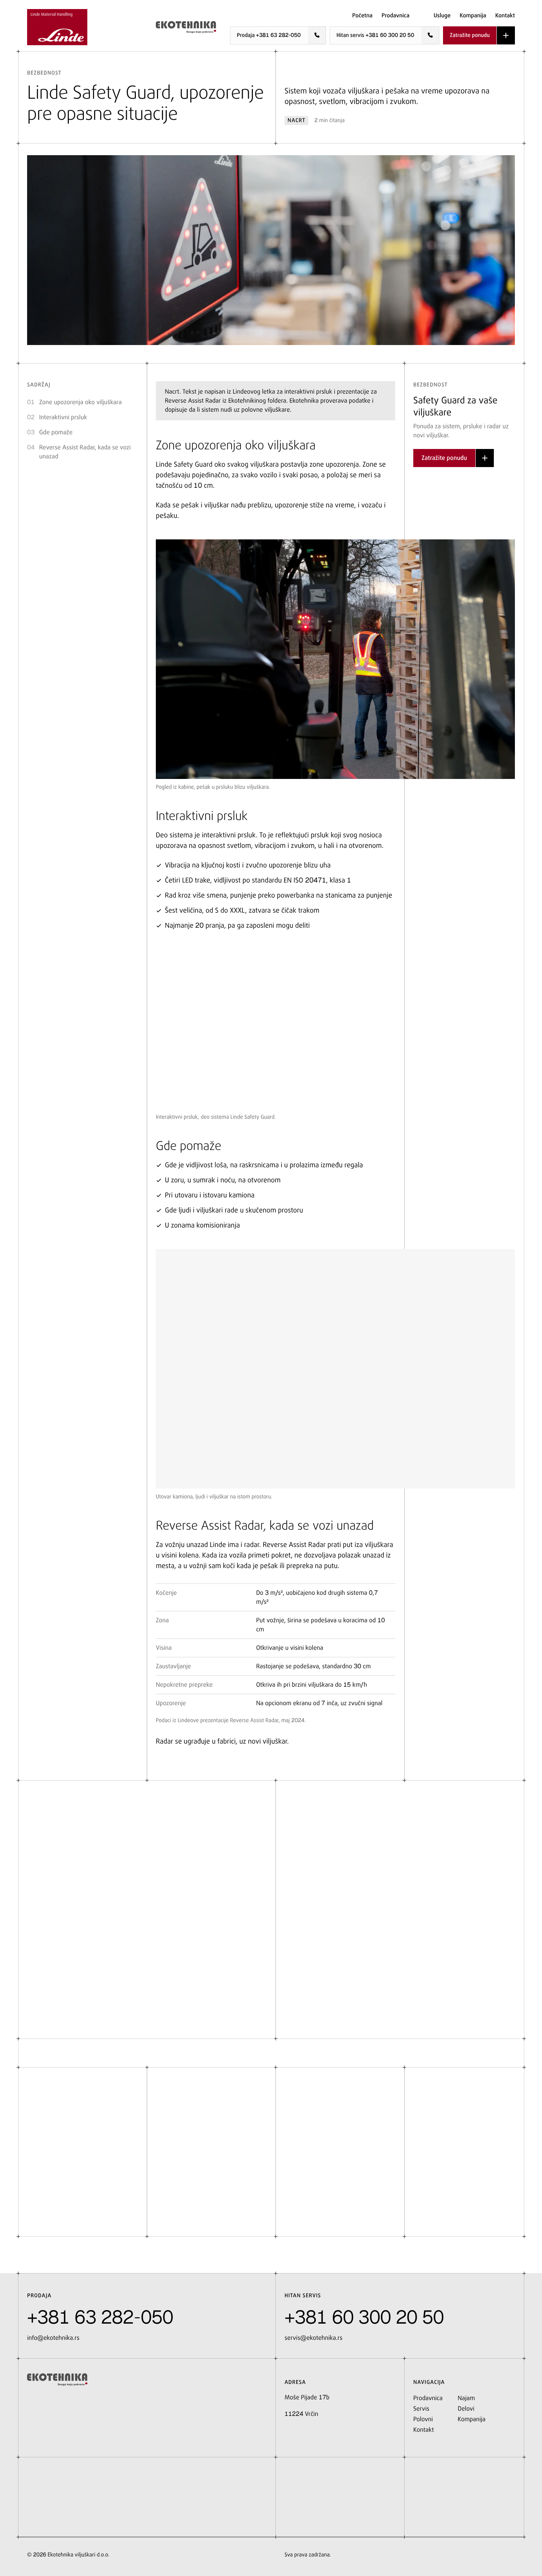 Linde Material Handling
Linde
EKOTEHNIKA
Početna
Prodavnica
Usluge
Kompanija
Kontakt
Prodaja +381 63 282-050
Hitan servis +381 60 300 20 50
Zatražite ponudu
BEZBEDNOST
Linde Safety Guard, upozorenje
pre opasne situacije
Sistem koji vozača viljuškara i pešaka na vreme upozorava na
opasnost, svetlom, vibracijom i zvukom.
NACRT
2 min čitanja
SADRŽAJ
01 Zone upozorenja oko viljuškara
02 Interaktivni prsluk
03 Gde pomaže
04 Reverse Assist Radar, kada se vozi
unazad
Nacrt. Tekst je napisan iz Lindeovog letka za interaktivni prsluk i prezentacije za
Reverse Assist Radar iz Ekotehnikinog foldera. Ekotehnika proverava podatke i
dopisuje da li sistem nudi uz polovne viljuškare.
Zone upozorenja oko viljuškara
Linde Safety Guard oko svakog viljuškara postavlja zone upozorenja. Zone se
podešavaju pojedinačno, za svako vozilo i svaki posao, a položaj se meri sa
tačnošću od 10 cm.
Kada se pešak i viljuškar nađu preblizu, upozorenje stiže na vreme, i vozaču i
pešaku.
BEZBEDNOST
Safety Guard za vaše
viljuškare
Ponuda za sistem, prsluke i radar uz
novi viljuškar.
Zatražite ponudu
Pogled iz kabine, pešak u prsluku blizu viljuškara.
Interaktivni prsluk
Deo sistema je interaktivni prsluk. To je reflektujući prsluk koji svog nosioca
upozorava na opasnost svetlom, vibracijom i zvukom, u hali i na otvorenom.
Vibracija na ključnoj kosti i zvučno upozorenje blizu uha
Četiri LED trake, vidljivost po standardu EN ISO 20471, klasa 1
Rad kroz više smena, punjenje preko powerbanka na stanicama za punjenje
Šest veličina, od S do XXXL, zatvara se čičak trakom
Najmanje 20 pranja, pa ga zaposleni mogu deliti
Interaktivni prsluk, deo sistema Linde Safety Guard.
Gde pomaže
Gde je vidljivost loša, na raskrsnicama i u prolazima između regala
U zoru, u sumrak i noću, na otvorenom
Pri utovaru i istovaru kamiona
Gde ljudi i viljuškari rade u skučenom prostoru
U zonama komisioniranja
Utovar kamiona, ljudi i viljuškar na istom prostoru.
Reverse Assist Radar, kada se vozi unazad
Za vožnju unazad Linde ima i radar. Reverse Assist Radar prati put iza viljuškara
u visini kolena. Kada iza vozila primeti pokret, ne dozvoljava polazak unazad iz
mesta, a u vožnji sam koči kada je pešak ili prepreka na putu.
Kočenje
Do 3 m/s², uobičajeno kod drugih sistema 0,7
m/s²
Zona
Put vožnje, širina se podešava u koracima od 10
cm
Visina
Otkrivanje u visini kolena
Zaustavljanje
Rastojanje se podešava, standardno 30 cm
Nepokretne prepreke
Otkriva ih pri brzini viljuškara do 15 km/h
Upozorenje
Na opcionom ekranu od 7 inča, uz zvučni signal
Podaci iz Lindeove prezentacije Reverse Assist Radar, maj 2024.
Radar se ugrađuje u fabrici, uz novi viljuškar.
PRODAJA
+381 63 282-050
info@ekotehnika.rs
HITAN SERVIS
+381 60 300 20 50
servis@ekotehnika.rs
EKOTEHNIKA
ADRESA
Moše Pijade 17b
11224 Vrčin
NAVIGACIJA
Prodavnica
Najam
Servis
Delovi
Polovni
Kompanija
Kontakt
© 2026 Ekotehnika viljuškari d.o.o.
Sva prava zadržana.